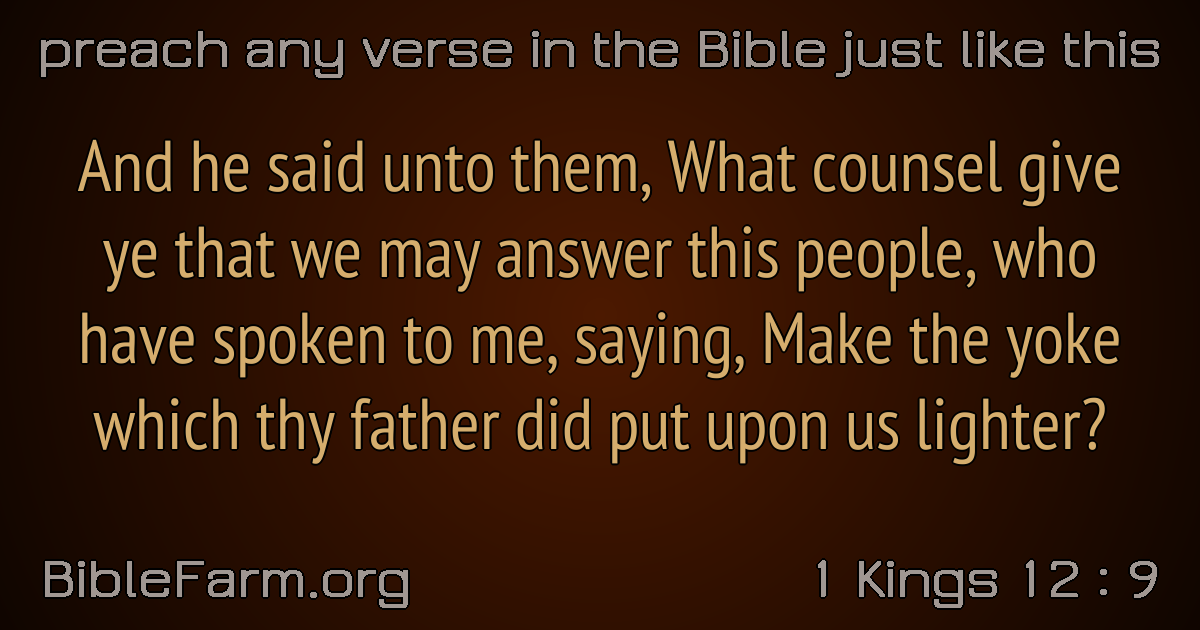 preach any verse in the Bible just like this
And he said unto them, What counsel give
ye that we may answer this people, who
have spoken to me, saying, Make the yoke
which thy father did put upon us lighter?
BibleFarm.org
1 Kings 12 : 9